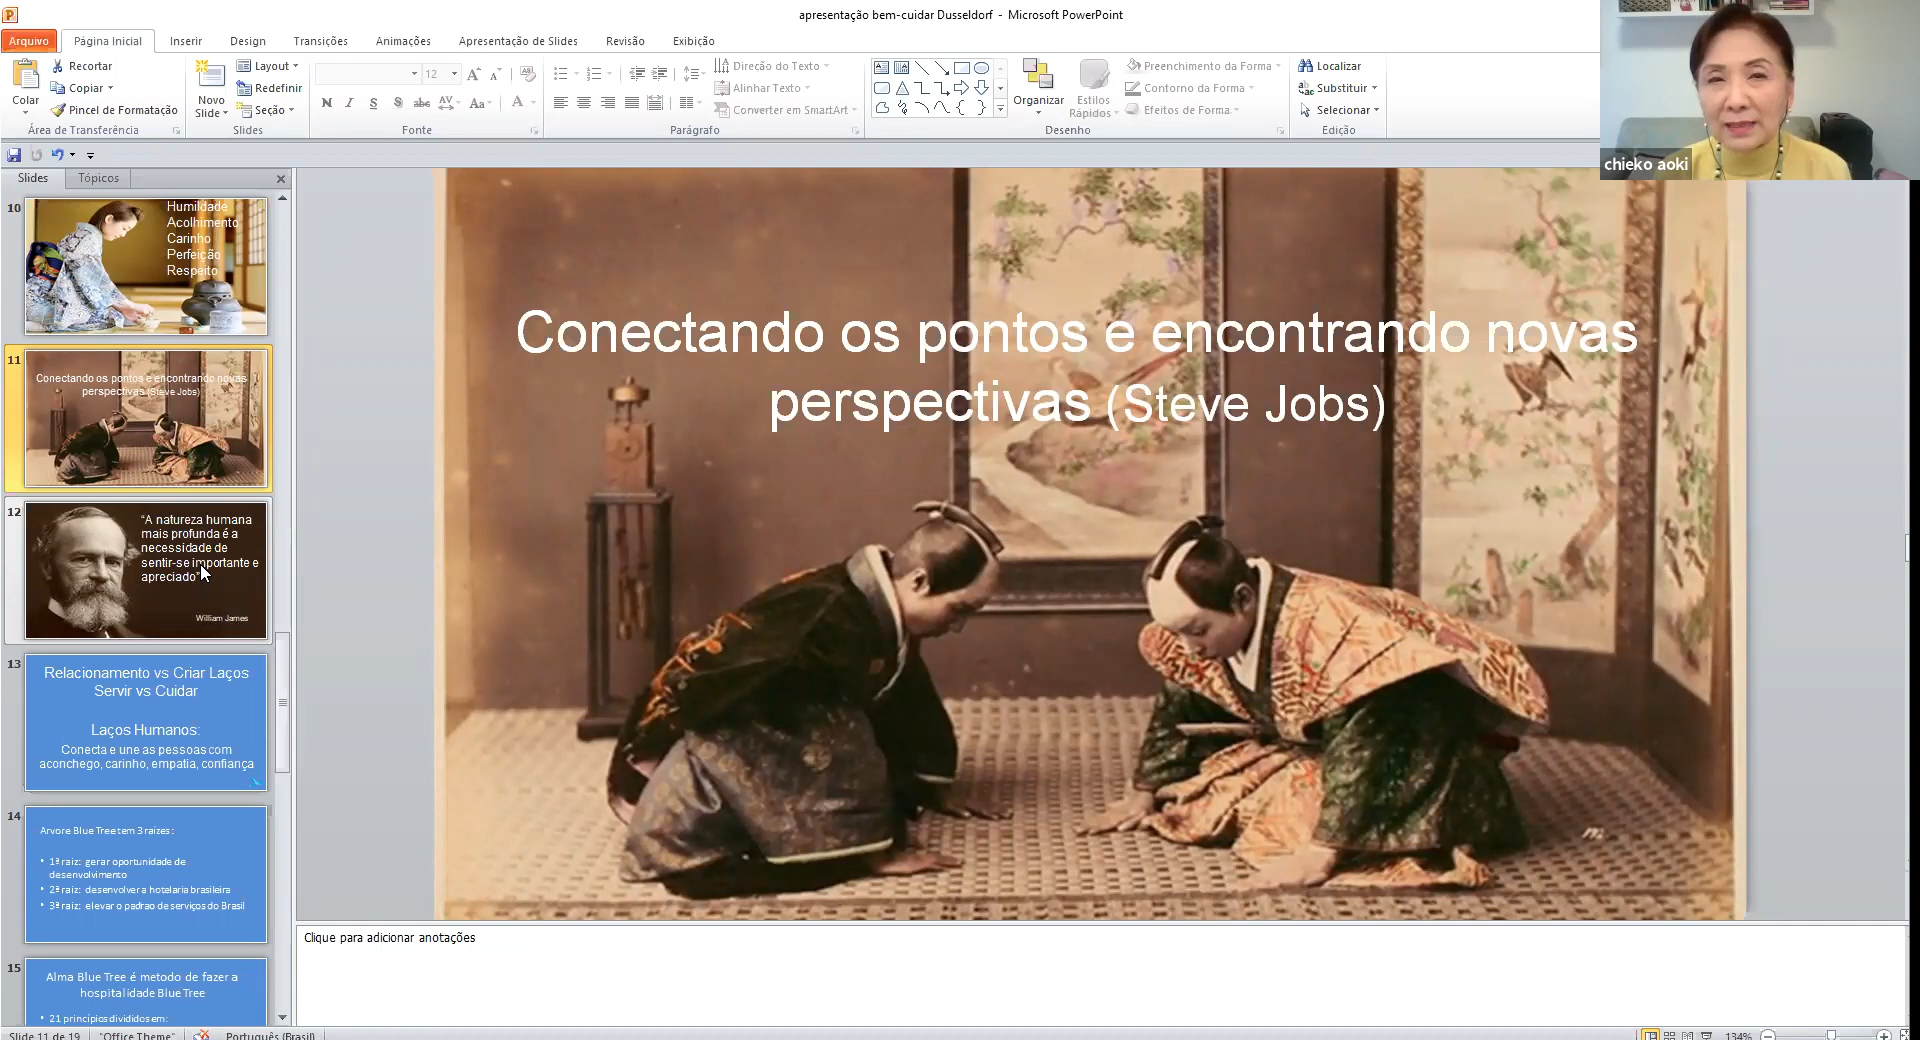 apresentação bem-cuidar Dusseldorf - Microsoft PowerPoint
Arquivo
Página Inicial
Inserir
Design
Transições
Animações
Apresentação de Slides
Revisão
Exibição
Colar
Recortar
Copiar
Pincel de Formatação
Área de Transferência
Novo
Slide
Layout
Redefinir
Seção
Slides
12
N I S S abc AV Aa A
Fonte
Direção do Texto
Alinhar Texto
Converter em SmartArt
Parágrafo
Organizar
Estilos
Rápidos
Preenchimento da Forma
Contorno da Forma
Efeitos de Forma
Desenho
Localizar
Substituir
Selecionar
Edição
chieko aoki
Slides
Tópicos
10
Humildade
Acolhimento
Carinho
Perfeição
Respeito
11
Conectando os pontos e encontrando novas
perspectivas (Steve Jobs)
12
“A natureza humana
mais profunda é a
necessidade de
sentir-se importante e
apreciado”
William James
13
Relacionamento vs Criar Laços
Servir vs Cuidar
Laços Humanos:
Conecta e une as pessoas com
aconchego, carinho, empatia, confiança
14
Arvore Blue Tree tem 3 raizes:
• 1ª raiz: gerar oportunidade de
desenvolvimento
• 2ª raiz: desenvolver a hotelaria brasileira
• 3ª raiz: elevar o padrao de serviços do Brasil
15
Alma Blue Tree é metodo de fazer a
hospitalidade Blue Tree
• 21 principios divididos em:
Conectando os pontos e encontrando novas
perspectivas (Steve Jobs)
Clique para adicionar anotações
Slide 11 de 19
"Office Theme"
Português (Brasil)
134%